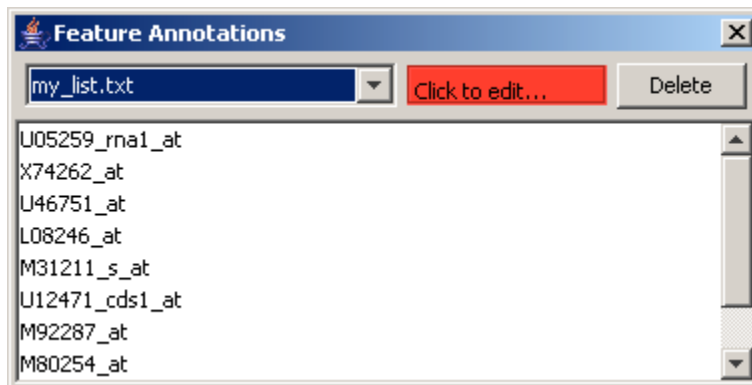 Feature Annotations
my_list.txt Click to edit... Delete
U05259_rna1_at
X74262_at
U46751_at
L08246_at
M31211_s_at
U12471_cds1_at
M92287_at
M80254_at